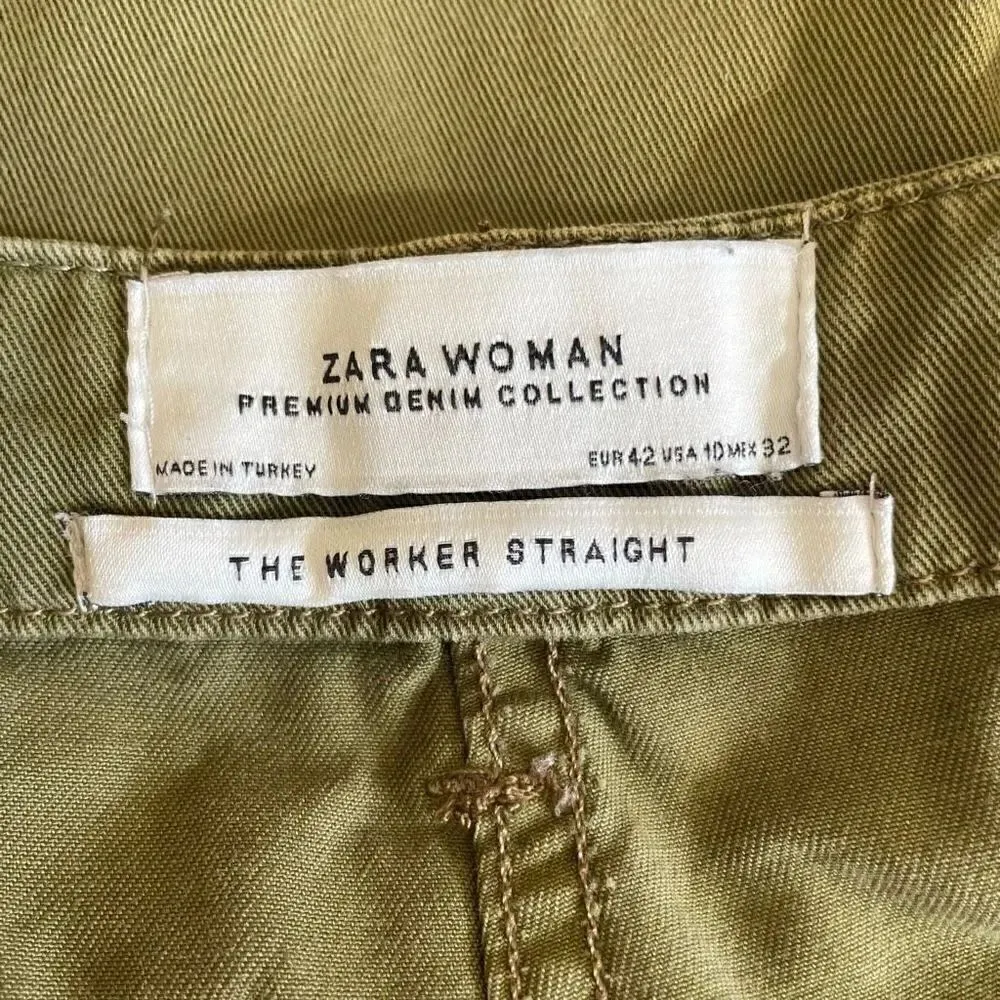 ZARA WOMAN
PREMIUM DENIM COLLECTION
MADE IN TURKEY
EUR 42 USA 10 MEX 32
THE WORKER STRAIGHT